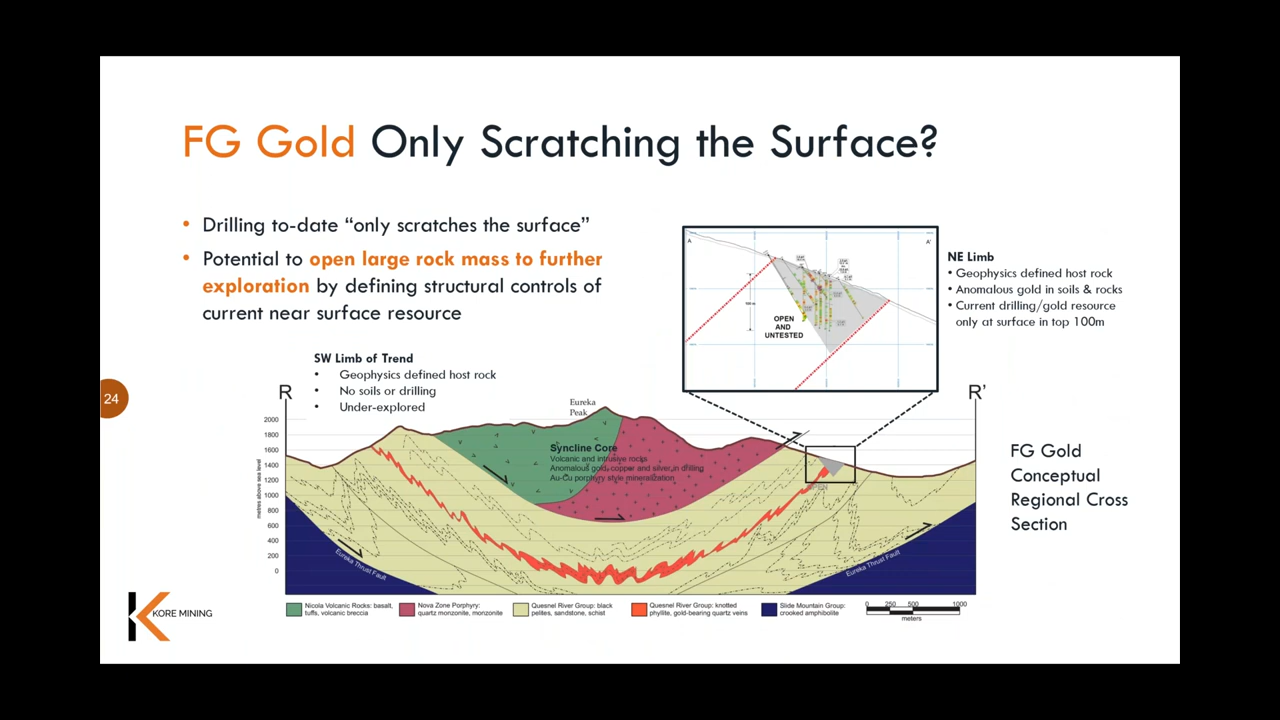 FG Gold Only Scratching the Surface?
• Drilling to-date “only scratches the surface”
• Potential to open large rock mass to further
exploration by defining structural controls of
current near surface resource
A
A'
OPEN
AND
UNTESTED
NE Limb
• Geophysics defined host rock
• Anomalous gold in soils & rocks
• Current drilling/gold resource
only at surface in top 100m
SW Limb of Trend
• Geophysics defined host rock
• No soils or drilling
• Under-explored
24
R
R'
Eureka
Peak
metres above sea level
2000
1800
1600
1400
1200
1000
800
600
400
200
0
Syncline Core
Volcanic and intrusive rocks
Anomalous gold, copper and silver in drilling
Au-Cu porphyry style mineralization
Eureka Thrust Fault
Eureka Thrust Fault
FG Gold
Conceptual
Regional Cross
Section
Nicola Volcanic Rocks: basalt,
tuffs, volcanic breccia
Nova Zone Porphyry:
quartz monzonite, monzonite
Quesnel River Group: black
pelites, sandstone, schist
Quesnel River Group: knotted
phyllite, gold-bearing quartz veins
Slide Mountain Group:
crooked amphibolite
0 250 500 1000
meters
KORE MINING